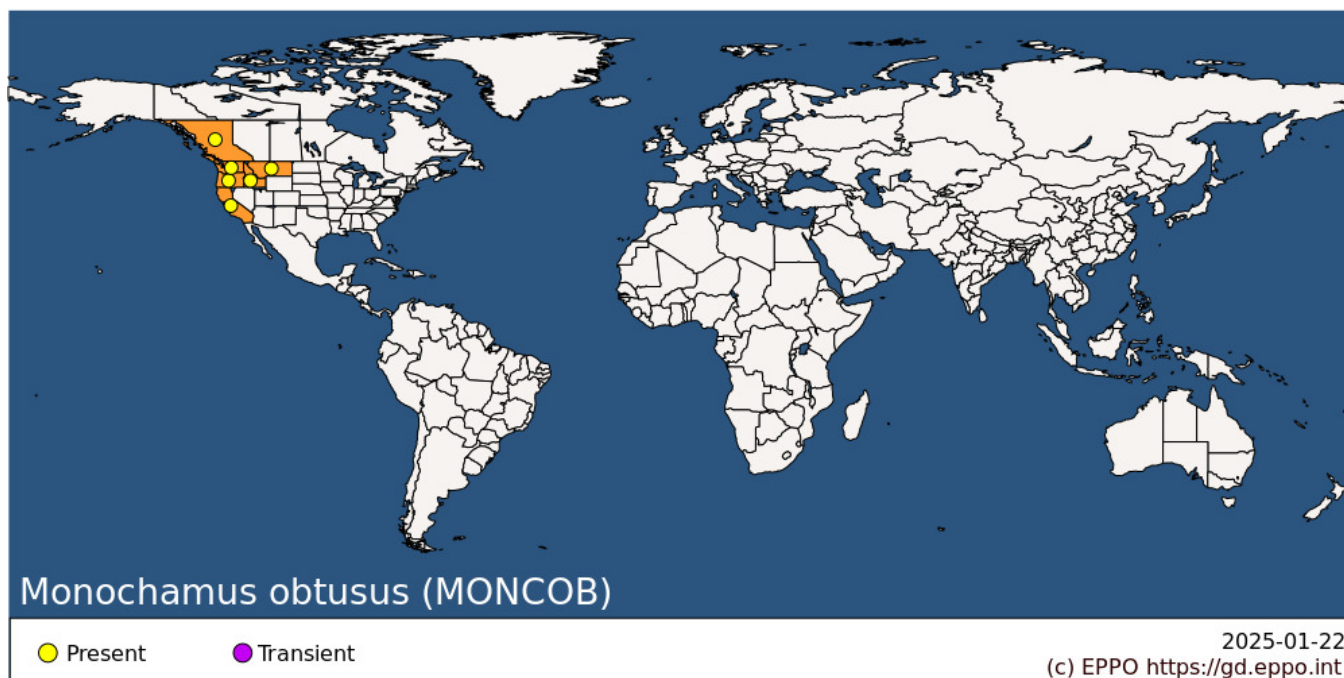 Monochamus obtusus (MONCOB)
Present
Transient
2025-01-22
(c) EPPO https://gd.eppo.int